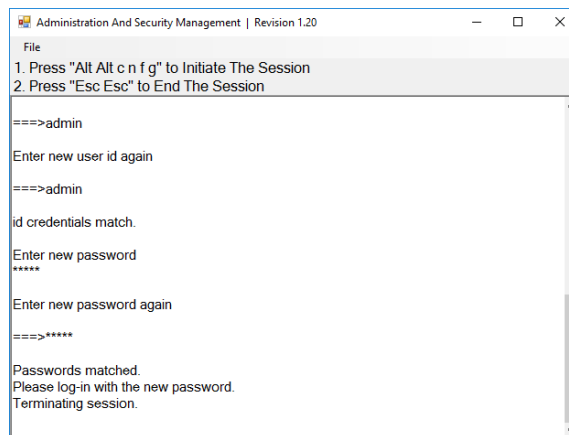 Administration And Security Management | Revision 1.20
File
1. Press "Alt Alt c n f g" to Initiate The Session
2. Press "Esc Esc" to End The Session
===>admin
Enter new user id again
===>admin
id credentials match.
Enter new password
*****
Enter new password again
===>*****
Passwords matched.
Please log-in with the new password.
Terminating session.